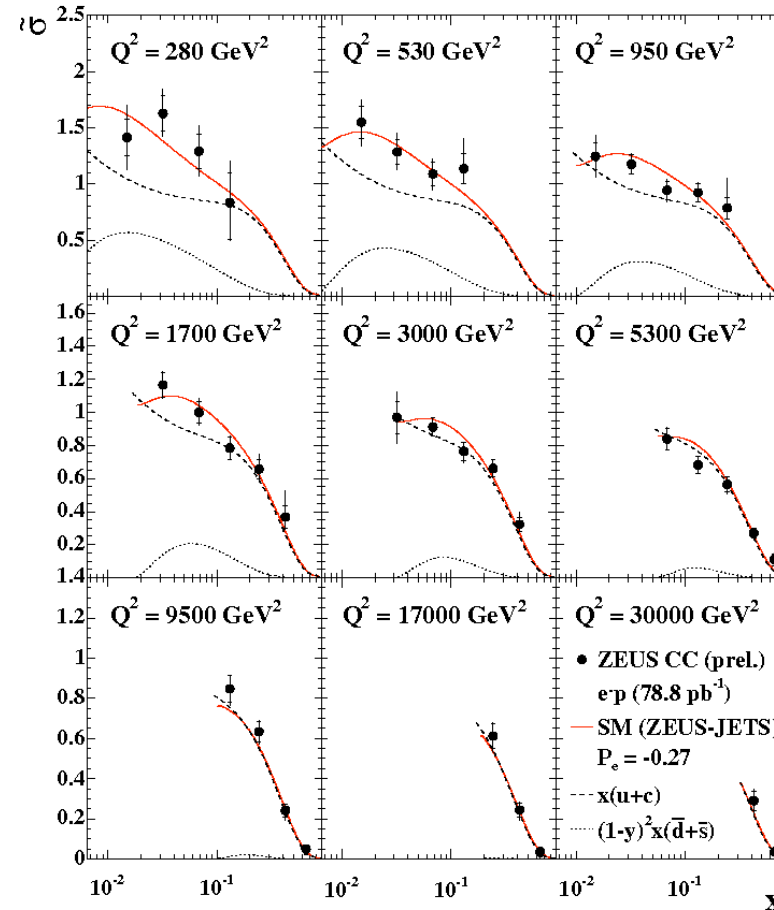 σ̃
2.5
Q² = 280 GeV²
Q² = 530 GeV²
Q² = 950 GeV²
2
1.5
1
0.5
1.6
Q² = 1700 GeV²
Q² = 3000 GeV²
Q² = 5300 GeV²
1.4
1.2
1
0.8
0.6
0.4
0.2
1.4
Q² = 9500 GeV²
Q² = 17000 GeV²
Q² = 30000 GeV²
1.2
1
0.8
0.6
0.4
0.2
0
ZEUS CC (prel.)
e⁻p (78.8 pb⁻¹)
SM (ZEUS-JETS)
Pₑ = -0.27
x(u+c)
(1-y)²x(d̄+s̄)
10⁻² 10⁻¹ 10⁻² 10⁻¹ 10⁻² 10⁻¹
x